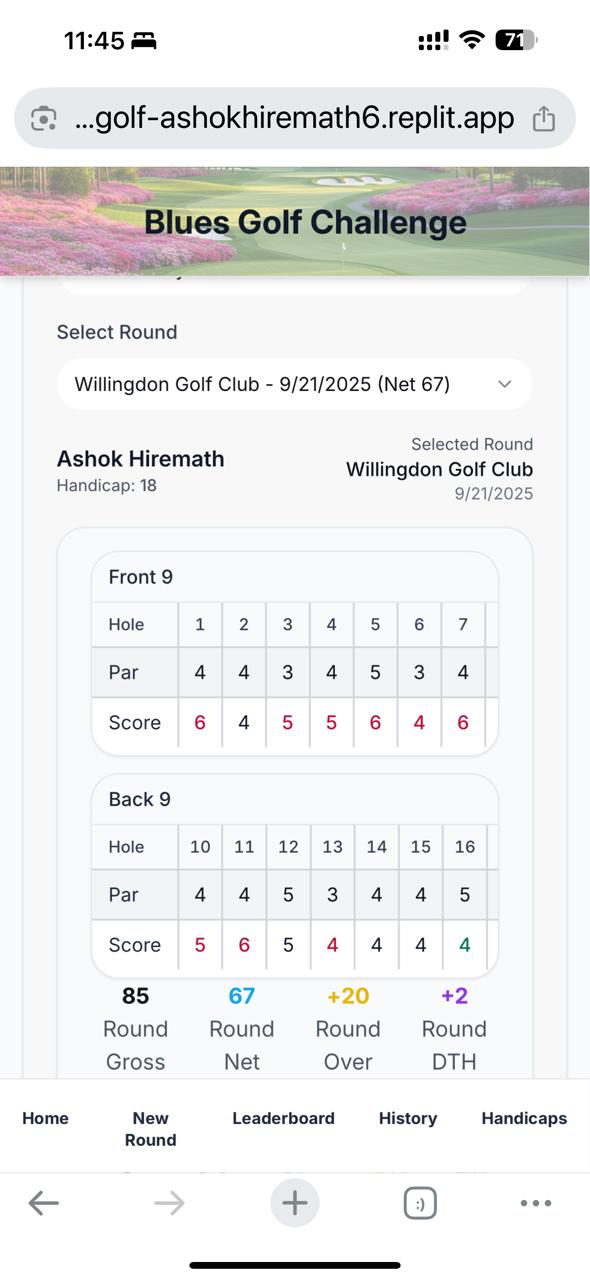 11:45
71
...golf-ashokhiremath6.replit.app
Blues Golf Challenge
Select Round
Willingdon Golf Club - 9/21/2025 (Net 67)
Selected Round
Ashok Hiremath
Willingdon Golf Club
Handicap: 18
9/21/2025
Front 9
Hole 1 2 3 4 5 6 7
Par 4 4 3 4 5 3 4
Score 6 4 5 5 6 4 6
Back 9
Hole 10 11 12 13 14 15 16
Par 4 4 5 3 4 4 5
Score 5 6 5 4 4 4 4
85 67 +20 +2
Round Round Round Round
Gross Net Over DTH
Home New Leaderboard History Handicaps
Round
:)